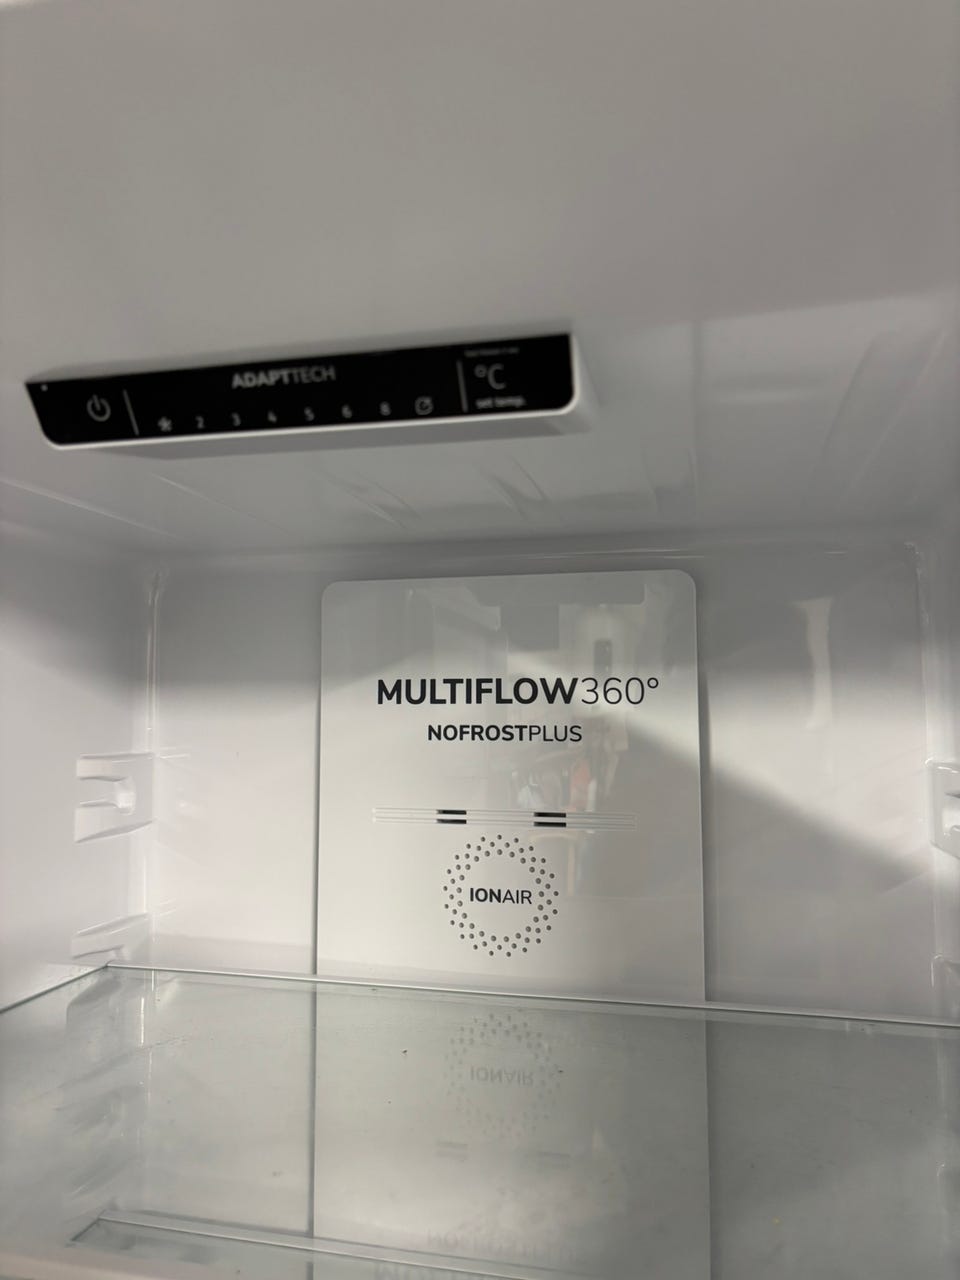 ADAPTTECH
2 3 4 5 6 8
°C
set temp.
MULTIFLOW360°
NOFROSTPLUS
IONAIR